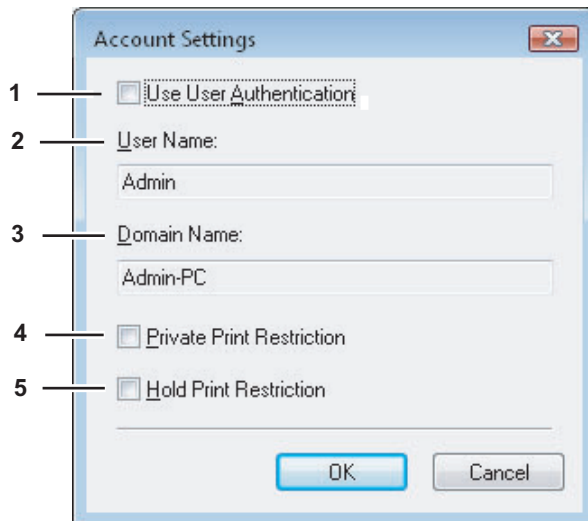 Account Settings
1 Use User Authentication
2 User Name:
Admin
3 Domain Name:
Admin-PC
4 Private Print Restriction
5 Hold Print Restriction
OK Cancel